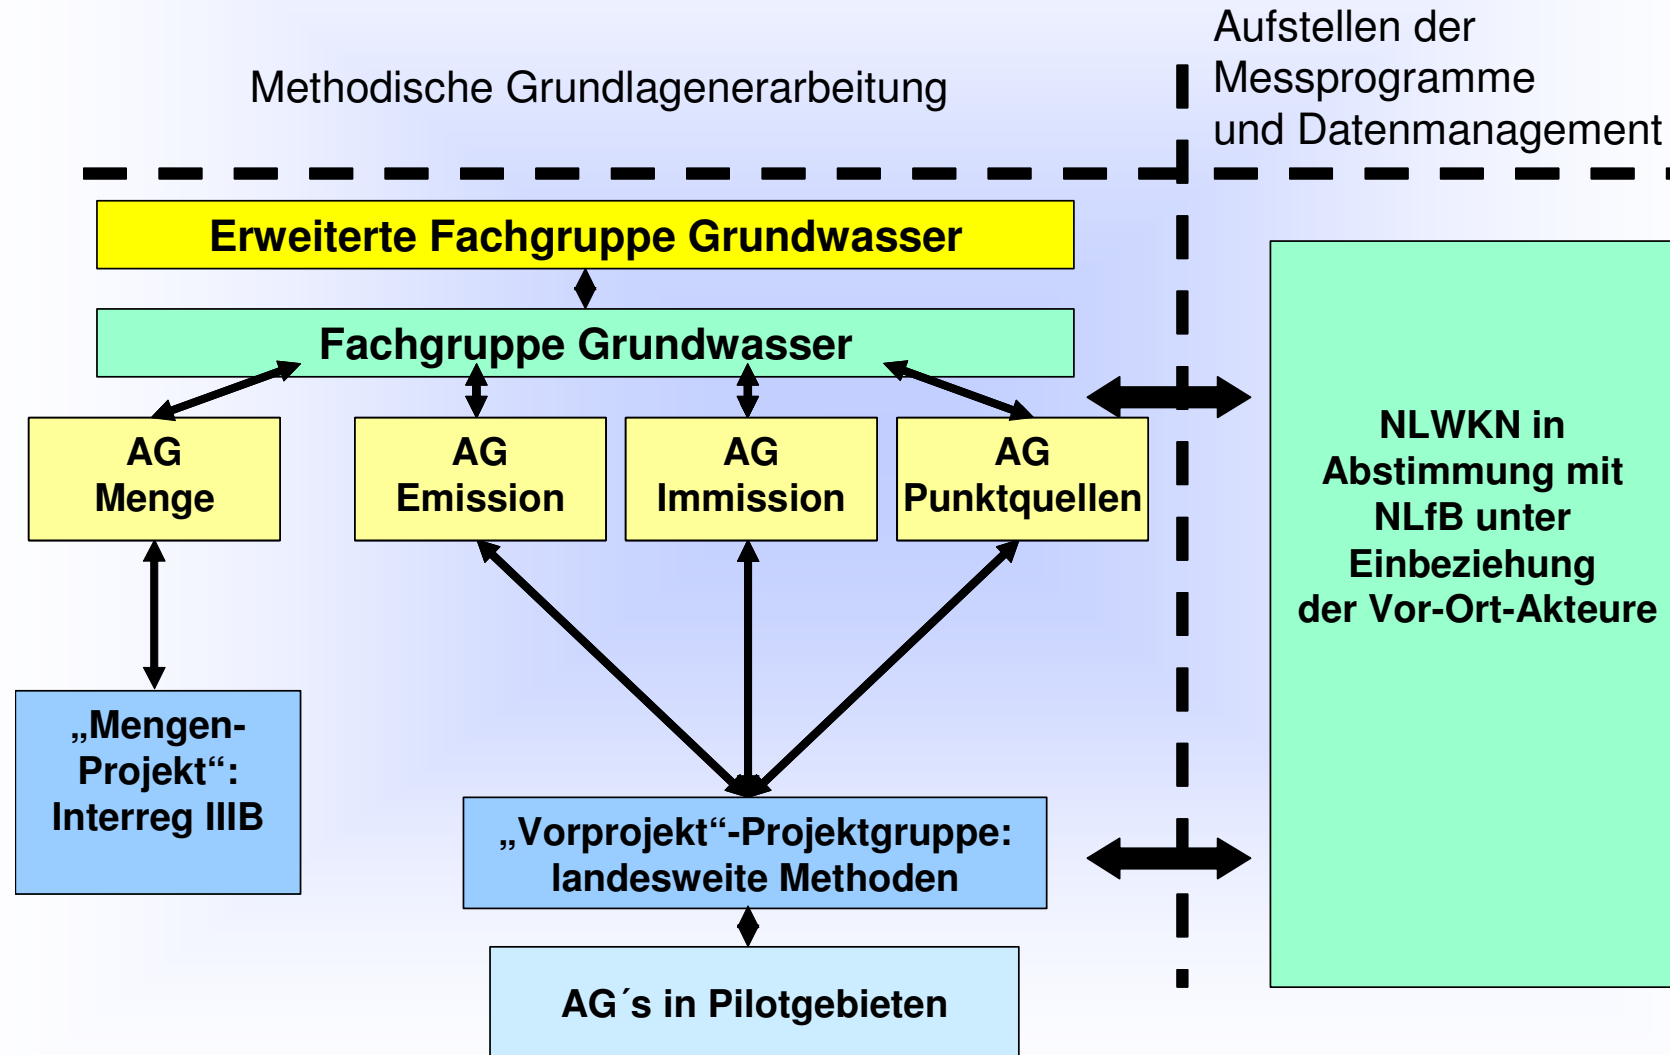 Methodische Grundlagenerarbeitung
Aufstellen der
Messprogramme
und Datenmanagement
Erweiterte Fachgruppe Grundwasser
Fachgruppe Grundwasser
AG
Menge
AG
Emission
AG
Immission
AG
Punktquellen
„Mengen-
Projekt“:
Interreg IIIB
„Vorprojekt“-Projektgruppe:
landesweite Methoden
AG´s in Pilotgebieten
NLWKN in
Abstimmung mit
NLfB unter
Einbeziehung
der Vor-Ort-Akteure